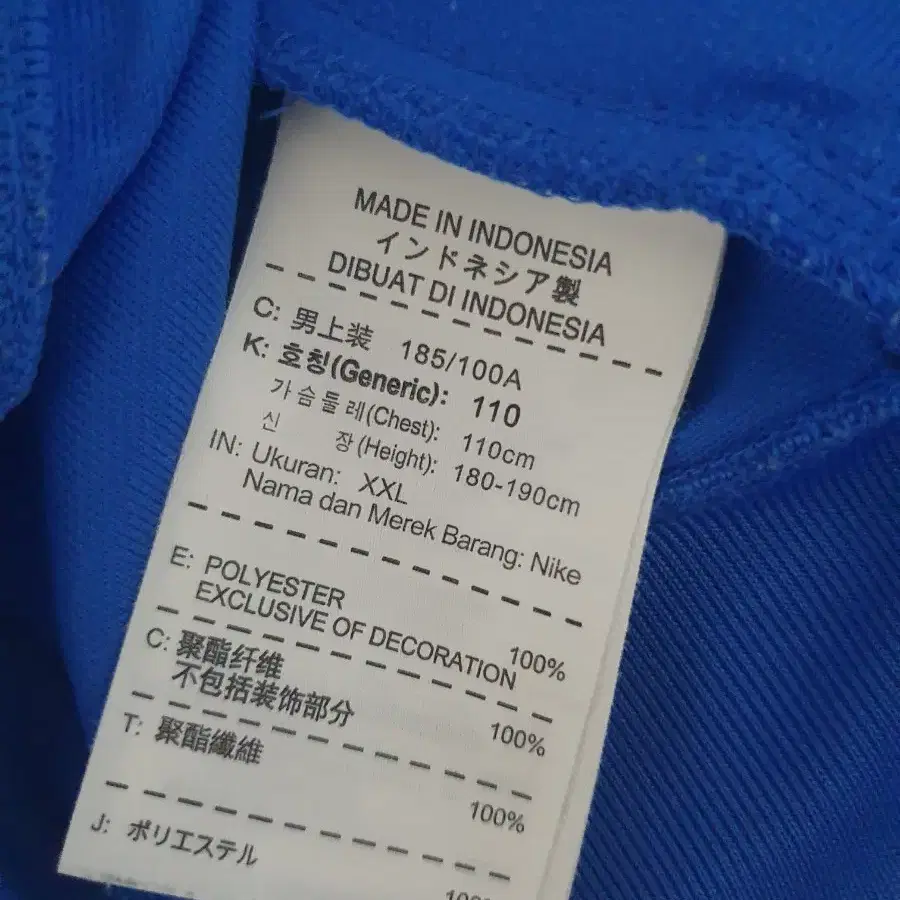 MADE IN INDONESIA
インドネシア製
DIBUAT DI INDONESIA
C: 男上装 185/100A
K: 호칭(Generic): 110
가슴둘레(Chest): 110cm
신 장(Height): 180-190cm
IN: Ukuran: XXL
Nama dan Merek Barang: Nike
E: POLYESTER 100%
EXCLUSIVE OF DECORATION
C: 聚酯纤维 100%
不包括装饰部分
T: 聚酯纖維 100%
J: ポリエステル